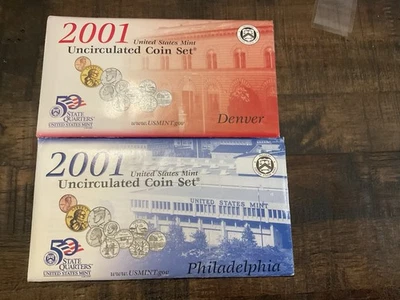 2001 United States Mint
Uncirculated Coin Set®
50 STATE
QUARTERS®
UNITED STATES MINT
www.USMINT.gov
Denver
2001 United States Mint
Uncirculated Coin Set®
UNITED STATES MINT
50 STATE
QUARTERS®
UNITED STATES MINT
www.USMINT.gov
Philadelphia